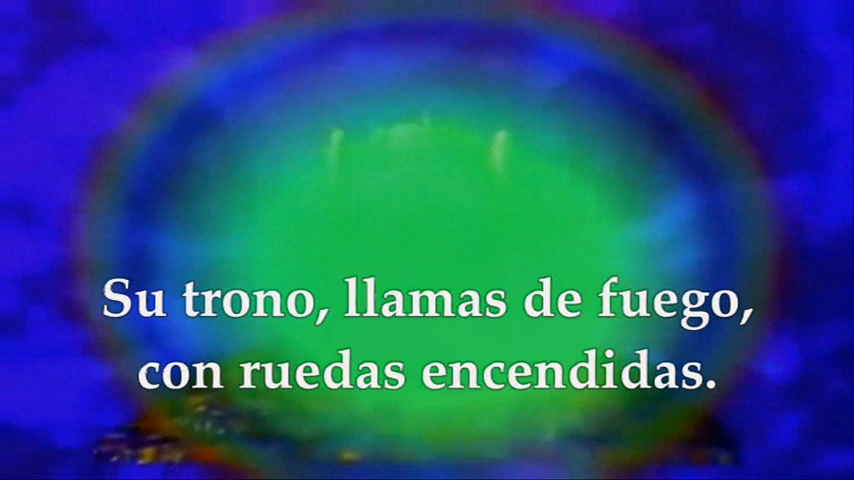 Su trono, llamas de fuego,
con ruedas encendidas.